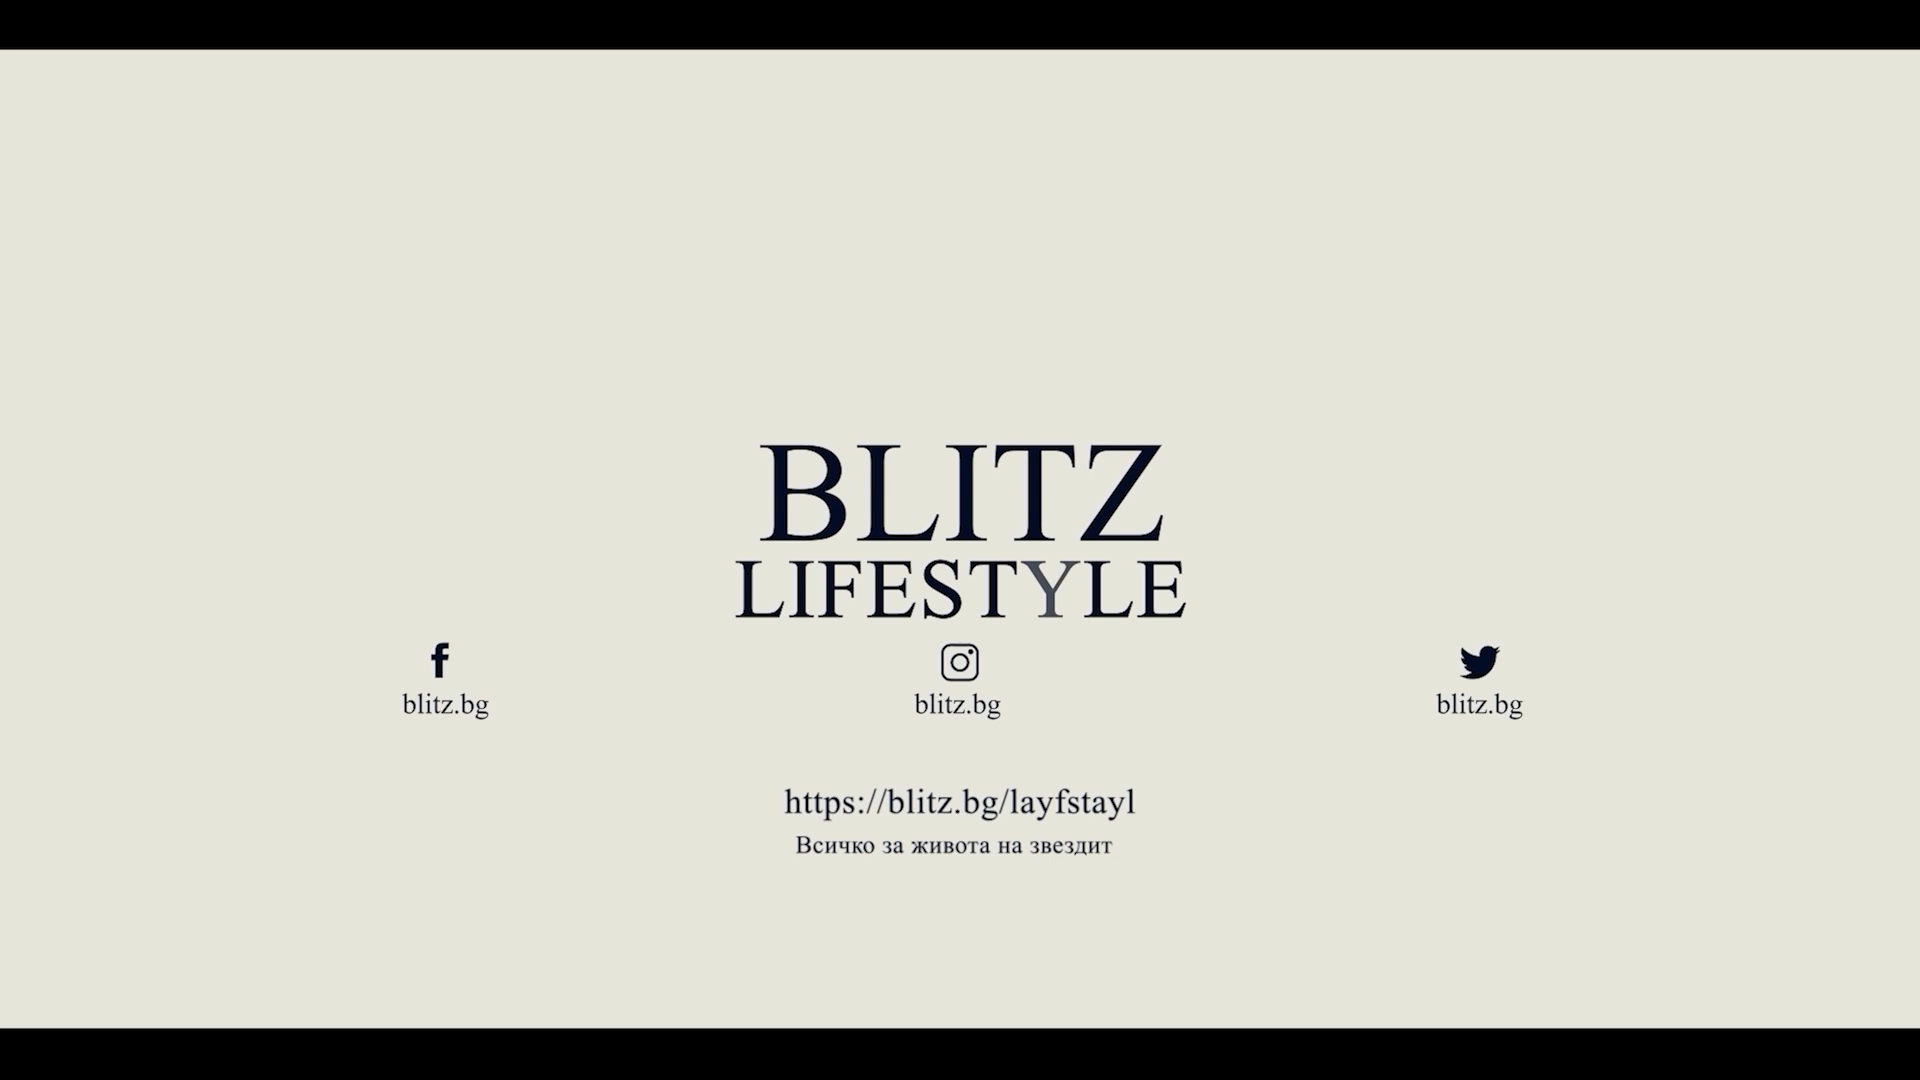 BLITZ
LIFESTYLE
blitz.bg blitz.bg blitz.bg
https://blitz.bg/layfstayl
Всичко за живота на звездит